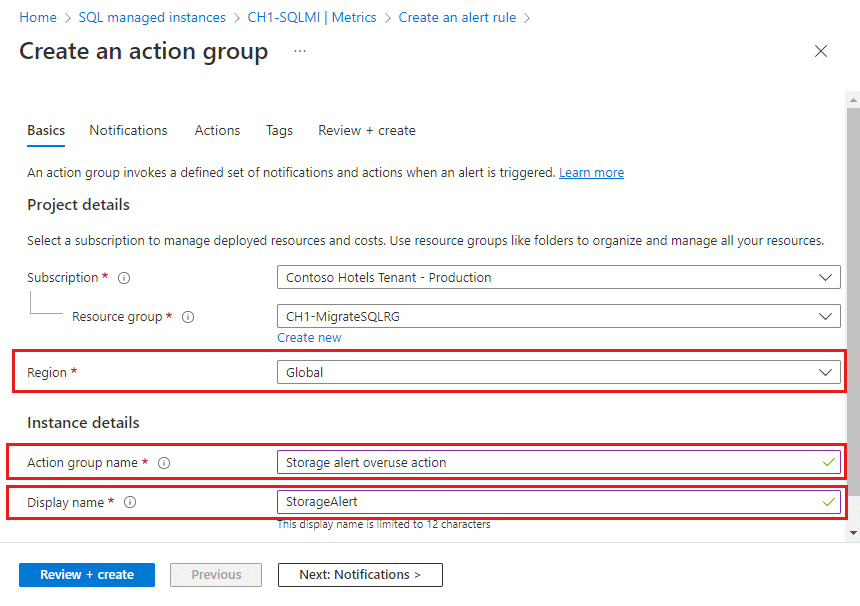 Home > SQL managed instances > CH1-SQLMI | Metrics > Create an alert rule >
Create an action group ...
Basics Notifications Actions Tags Review + create
An action group invokes a defined set of notifications and actions when an alert is triggered. Learn more
Project details
Select a subscription to manage deployed resources and costs. Use resource groups like folders to organize and manage all your resources.
Subscription * Contoso Hotels Tenant - Production
Resource group * CH1-MigrateSQLRG
Create new
Region * Global
Instance details
Action group name * Storage alert overuse action
Display name * StorageAlert
This display name is limited to 12 characters
Review + create Previous Next: Notifications >